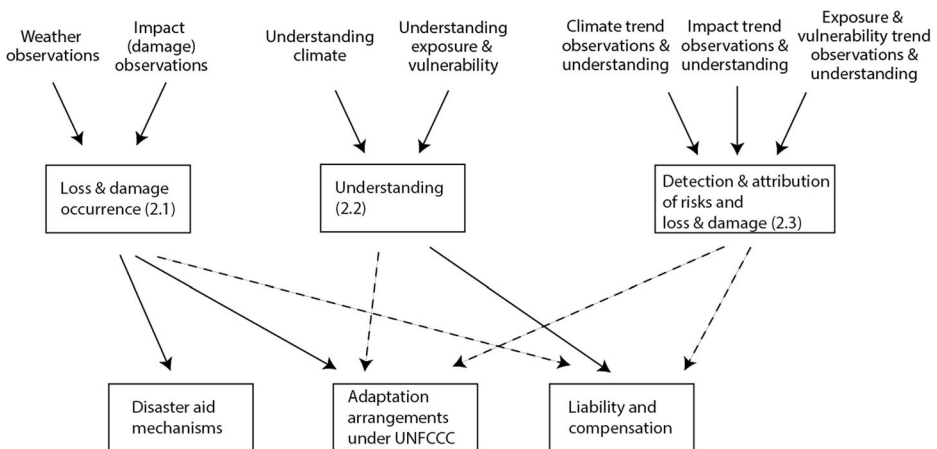 Weather
observations
Impact
(damage)
observations
Understanding
climate
Understanding
exposure &
vulnerability
Climate trend
observations &
understanding
Impact trend
observations &
understanding
Exposure &
vulnerability trend
observations &
understanding
Loss & damage
occurrence (2.1)
Understanding
(2.2)
Detection & attribution
of risks and
loss & damage (2.3)
Disaster aid
mechanisms
Adaptation
arrangements
under UNFCCC
Liability and
compensation